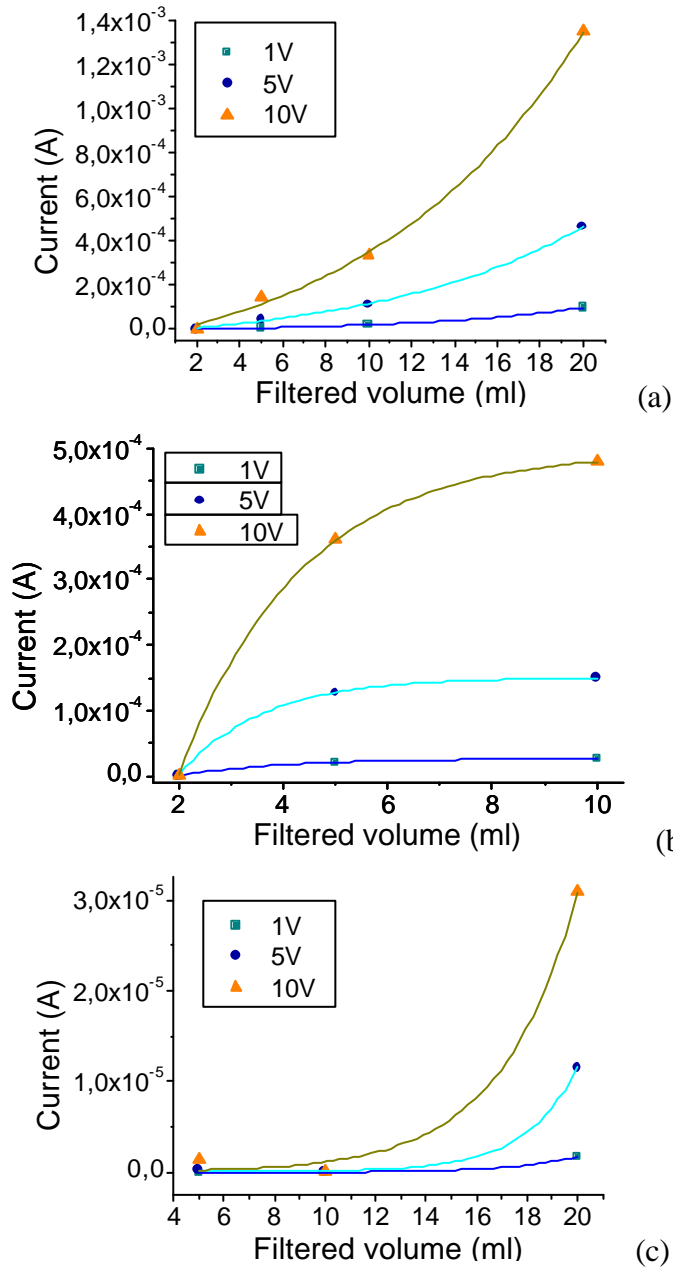 1,4x10⁻³
1,2x10⁻³
1,0x10⁻³
8,0x10⁻⁴
6,0x10⁻⁴
4,0x10⁻⁴
2,0x10⁻⁴
0,0
Current (A)
1V
5V
10V
2 4 6 8 10 12 14 16 18 20
Filtered volume (ml)
(a)
5,0x10⁻⁴
4,0x10⁻⁴
3,0x10⁻⁴
2,0x10⁻⁴
1,0x10⁻⁴
0,0
Current (A)
1V
5V
10V
2 4 6 8 10
Filtered volume (ml)
(b
3,0x10⁻⁵
2,0x10⁻⁵
1,0x10⁻⁵
0,0
Current (A)
1V
5V
10V
4 6 8 10 12 14 16 18 20
Filtered volume (ml)
(c)